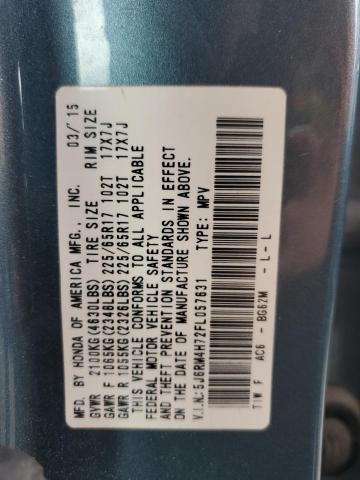 MFD. BY HONDA OF AMERICA MFG., INC. 03/'15
GVWR 2100KG(4630LBS) TIRE SIZE RIM SIZE
GAWR F 1065KG(2348LBS) 225/65R17 102T 17X7J
GAWR R 1055KG(2326LBS) 225/65R17 102T 17X7J
THIS VEHICLE CONFORMS TO ALL APPLICABLE
FEDERAL MOTOR VEHICLE SAFETY
AND THEFT PREVENTION STANDARDS IN EFFECT
ON THE DATE OF MANUFACTURE SHOWN ABOVE.
V.I.N.:5J6RM4H72FL057631 TYPE: MPV
TIW F AC6 - BG62M - L - L